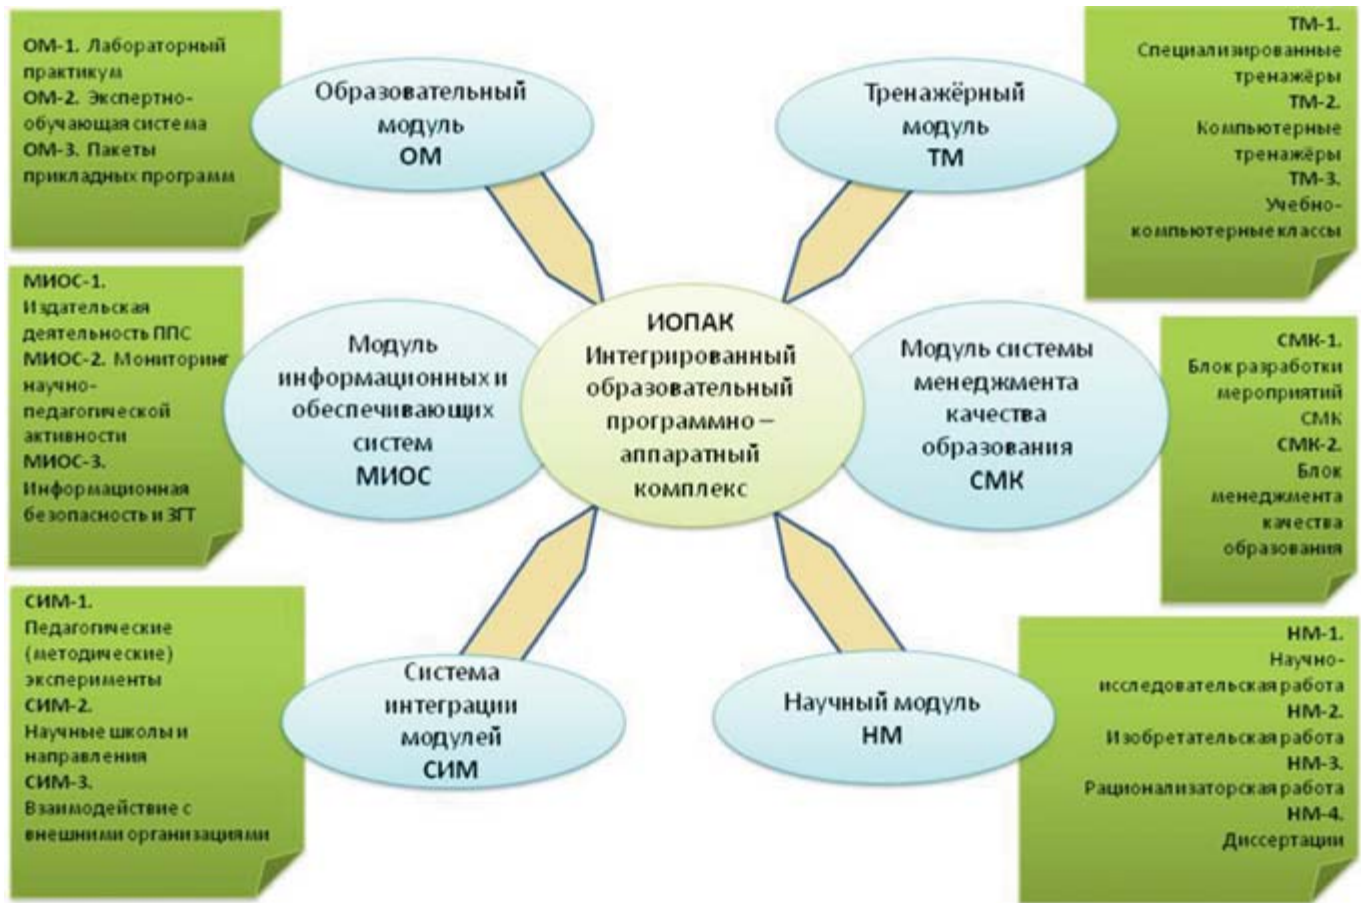 ОМ-1. Лабораторный
практикум
ОМ-2. Экспертно-
обучающая система
ОМ-3. Пакеты
прикладных программ
Образовательный
модуль
ОМ
Тренажёрный
модуль
ТМ
ТМ-1.
Специализированные
тренажёры
ТМ-2.
Компьютерные
тренажёры
ТМ-3.
Учебно-
компьютерные классы
МИОС-1.
Издательская
деятельность ППС
МИОС-2. Мониторинг
научно-
педагогической
активности
МИОС-3.
Информационная
безопасность и ЗГТ
Модуль
информационных и
обеспечивающих
систем
МИОС
ИОПАК
Интегрированный
образовательный
программно –
аппаратный
комплекс
Модуль системы
менеджмента
качества
образования
СМК
СМК-1.
Блок разработки
мероприятий
СМК
СМК-2.
Блок
менеджмента
качества
образования
СИМ-1.
Педагогические
(методические)
эксперименты
СИМ-2.
Научные школы и
направления
СИМ-3.
Взаимодействие с
внешними организациями
Система
интеграции
модулей
СИМ
Научный модуль
НМ
НМ-1.
Научно-
исследовательская работа
НМ-2.
Изобретательская работа
НМ-3.
Рационализаторская работа
НМ-4.
Диссертации